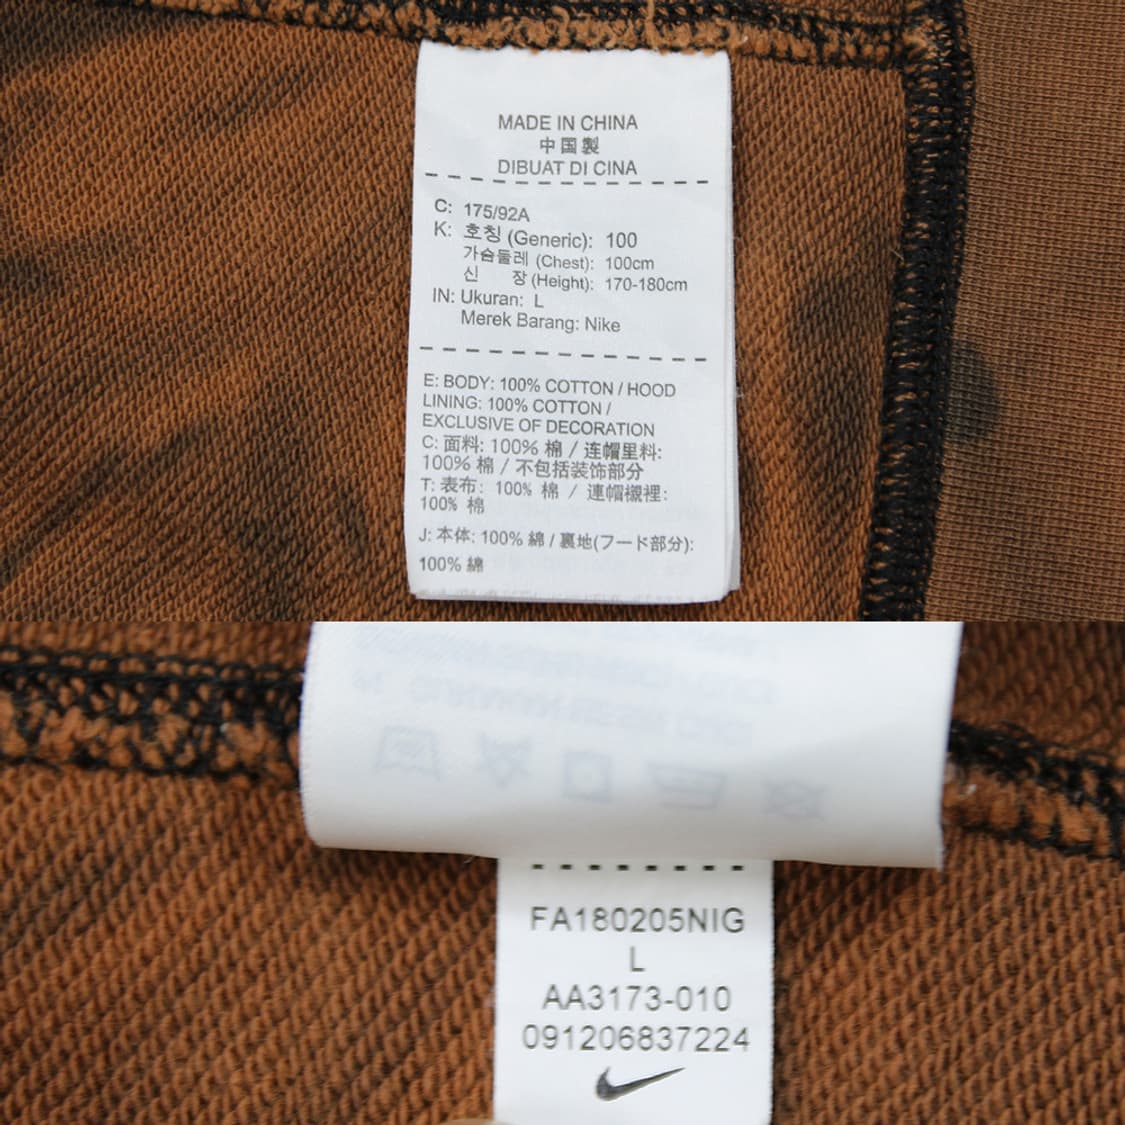 MADE IN CHINA
中国製
DIBUAT DI CINA
C: 175/92A
K: 호칭 (Generic): 100
가슴둘레 (Chest): 100cm
신 장 (Height): 170-180cm
IN: Ukuran: L
Merek Barang: Nike
E: BODY: 100% COTTON / HOOD
LINING: 100% COTTON /
EXCLUSIVE OF DECORATION
C: 面料: 100% 棉 / 连帽里料:
100% 棉 / 不包括装饰部分
T: 表布: 100% 棉 / 連帽襯裡:
100% 棉
J: 本体: 100% 綿 / 裏地(フード部分):
100% 綿
FA180205NIG
L
AA3173-010
091206837224